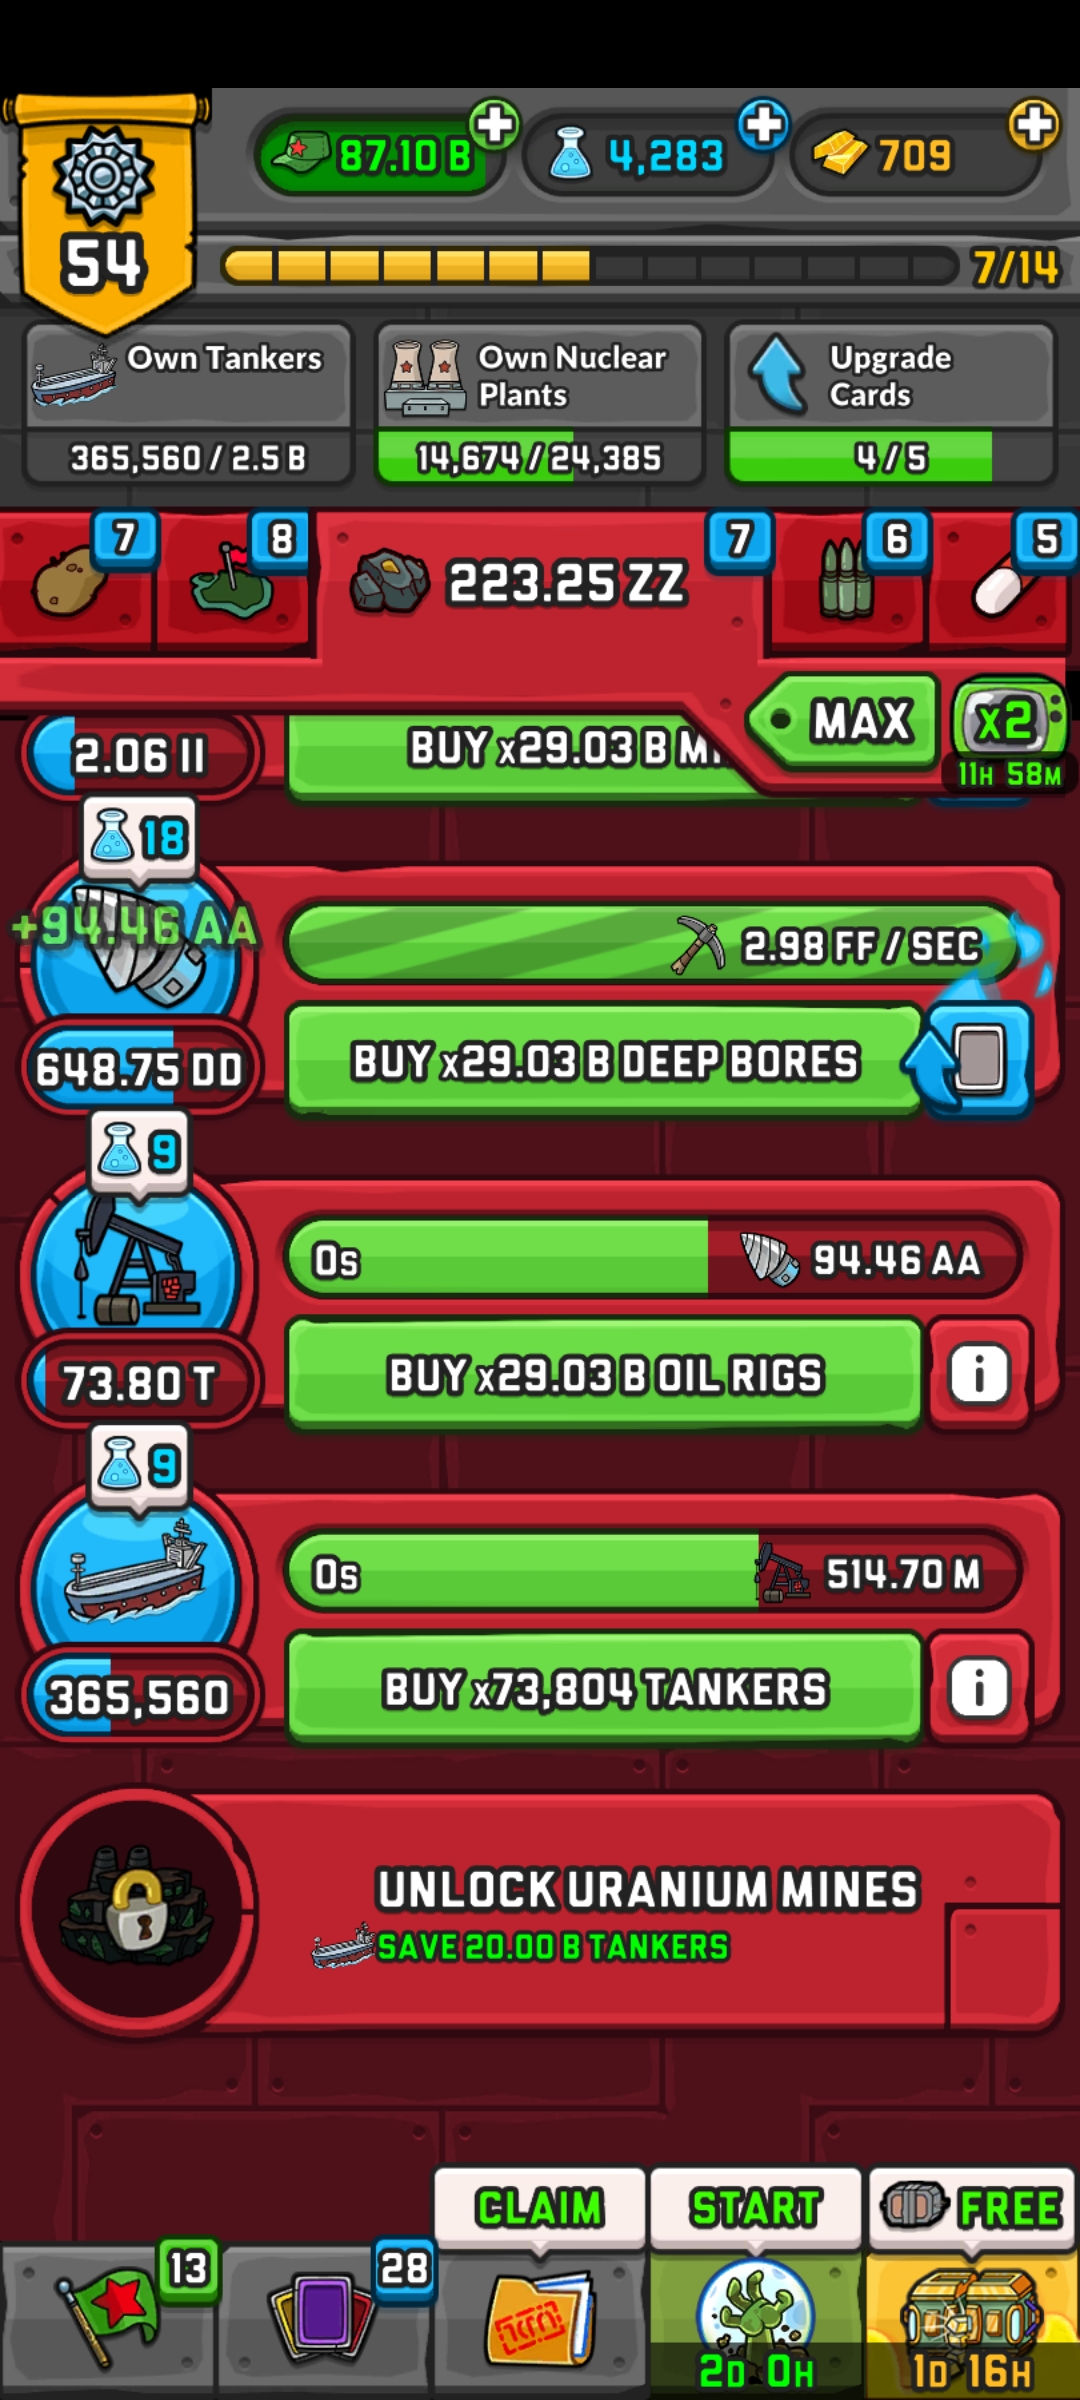 87.10 B
4,283
709
54
7/14
Own Tankers
365,560 / 2.5 B
Own Nuclear
Plants
14,674 / 24,385
Upgrade
Cards
4 / 5
7
8
223.25 ZZ
7
6
5
MAX
x2
11H 58M
2.06 II
BUY x29.03 B
18
+94.46 AA
2.98 FF / SEC
648.75 DD
BUY x29.03 B DEEP BORES
9
0s
94.46 AA
73.80 T
BUY x29.03 B OIL RIGS
i
9
0s
514.70 M
365,560
BUY x73,804 TANKERS
i
UNLOCK URANIUM MINES
SAVE 20.00 B TANKERS
CLAIM
START
FREE
13
28
2D 0H
1D 16H